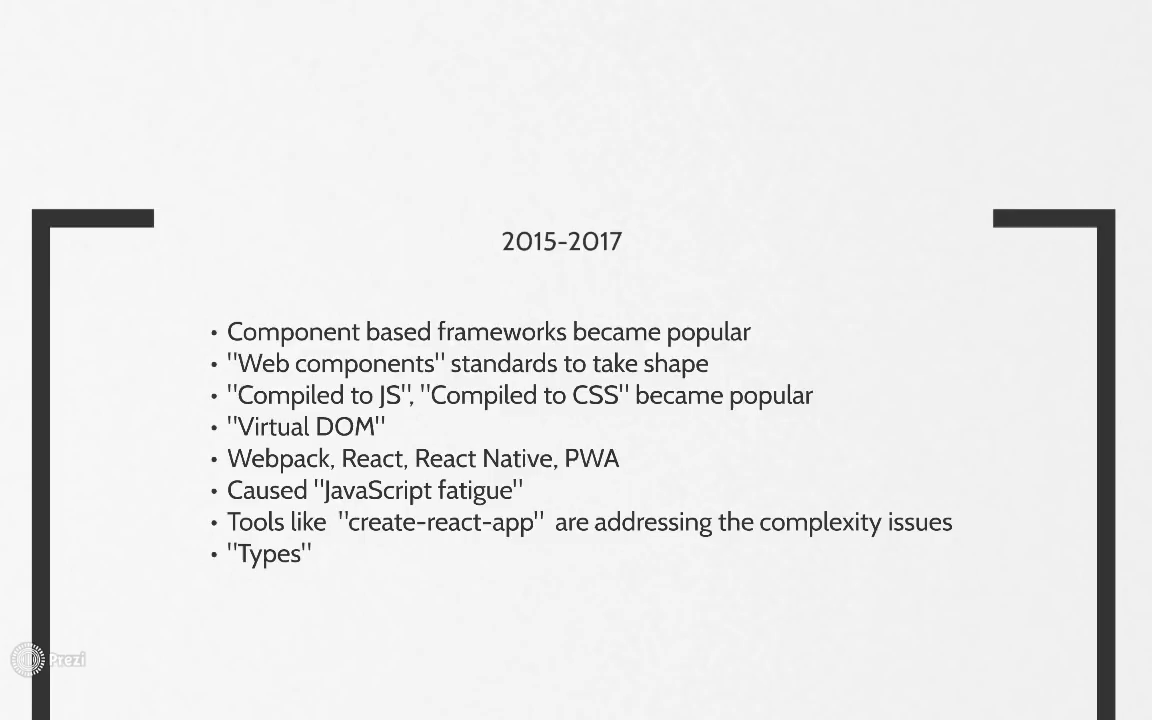 2015-2017
• Component based frameworks became popular
• "Web components" standards to take shape
• "Compiled to JS", "Compiled to CSS" became popular
• "Virtual DOM"
• Webpack, React, React Native, PWA
• Caused "JavaScript fatigue"
• Tools like "create-react-app" are addressing the complexity issues
• "Types"
Prezi